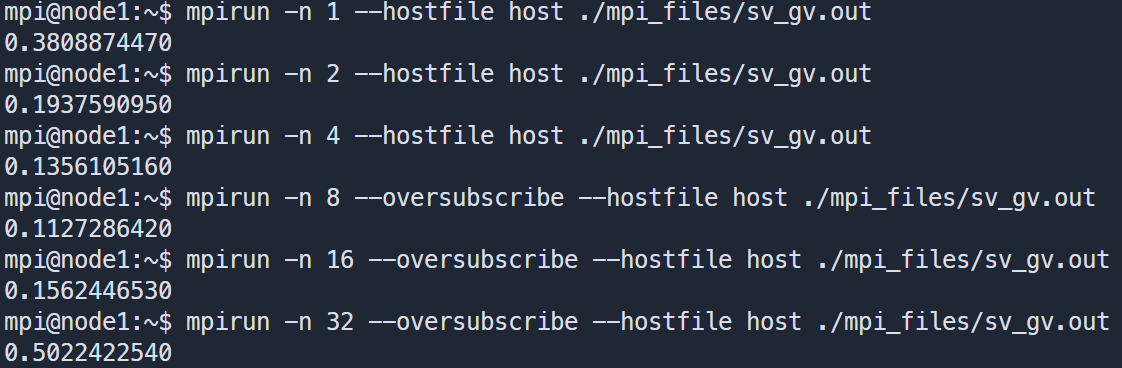 mpi@node1:~$ mpirun -n 1 --hostfile host ./mpi_files/sv_gv.out
0.3808874470
mpi@node1:~$ mpirun -n 2 --hostfile host ./mpi_files/sv_gv.out
0.1937590950
mpi@node1:~$ mpirun -n 4 --hostfile host ./mpi_files/sv_gv.out
0.1356105160
mpi@node1:~$ mpirun -n 8 --oversubscribe --hostfile host ./mpi_files/sv_gv.out
0.1127286420
mpi@node1:~$ mpirun -n 16 --oversubscribe --hostfile host ./mpi_files/sv_gv.out
0.1562446530
mpi@node1:~$ mpirun -n 32 --oversubscribe --hostfile host ./mpi_files/sv_gv.out
0.5022422540